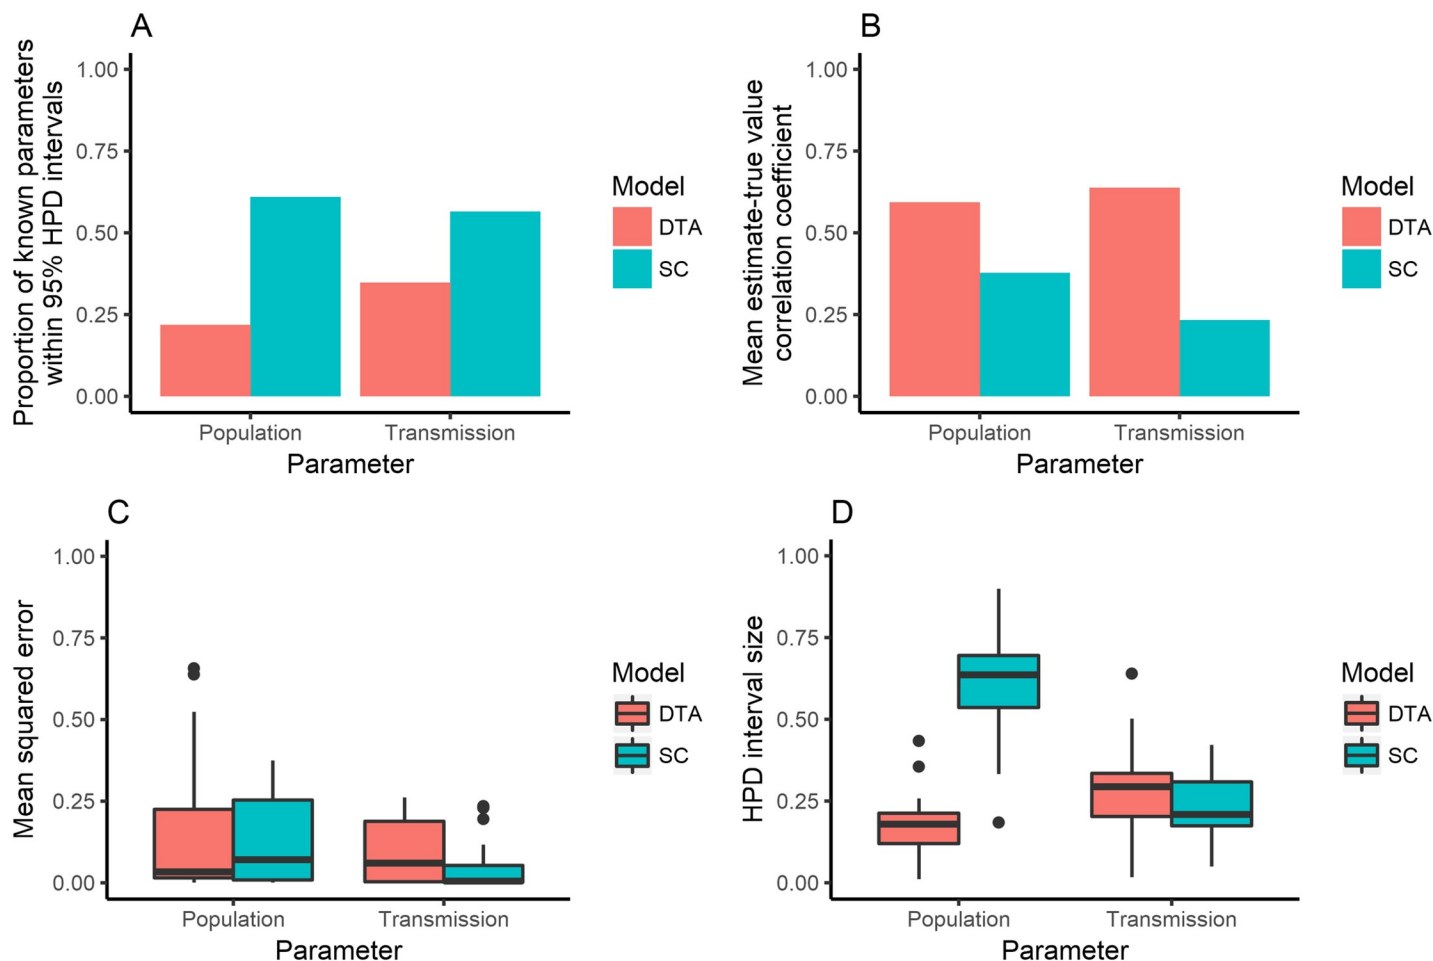 A
Proportion of known parameters
within 95% HPD intervals
1.00
0.75
0.50
0.25
0.00
Population
Transmission
Parameter
Model
DTA
SC
B
Mean estimate-true value
correlation coefficient
1.00
0.75
0.50
0.25
0.00
Population
Transmission
Parameter
Model
DTA
SC
C
Mean squared error
1.00
0.75
0.50
0.25
0.00
Population
Transmission
Parameter
Model
DTA
SC
D
HPD interval size
1.00
0.75
0.50
0.25
0.00
Population
Transmission
Parameter
Model
DTA
SC